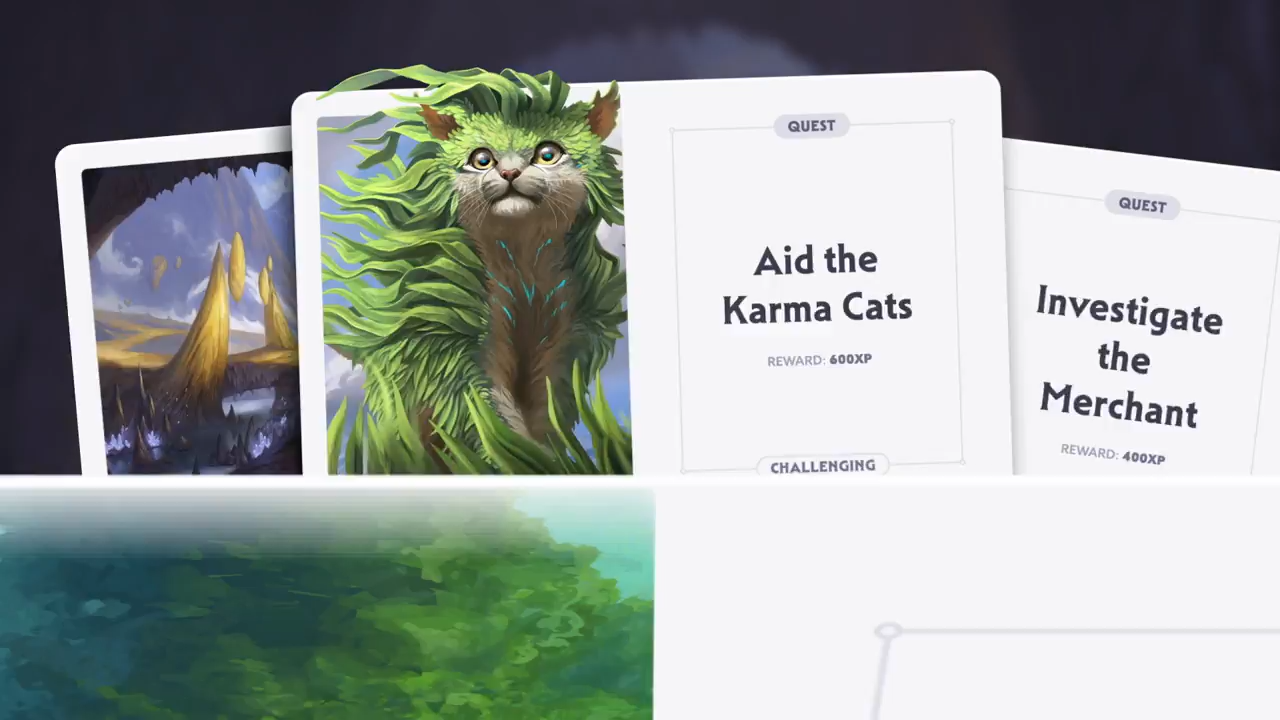 QUEST
Aid the
Karma Cats
REWARD: 600XP
CHALLENGING
QUEST
Investigate
the
Merchant
REWARD: 400XP